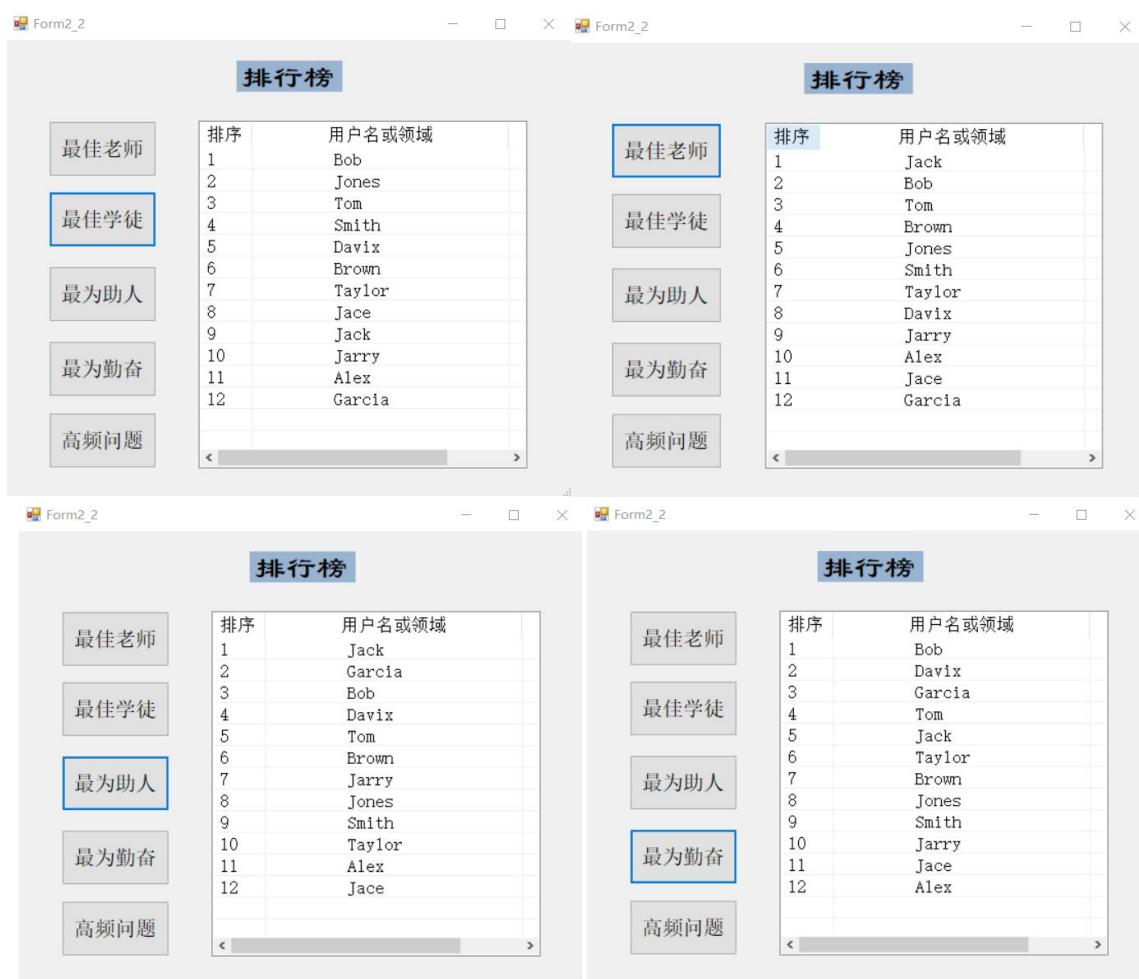 Form2_2
排行榜
最佳老师
最佳学徒
最为助人
最为勤奋
高频问题
排序 用户名或领域
1 Bob
2 Jones
3 Tom
4 Smith
5 Davix
6 Brown
7 Taylor
8 Jace
9 Jack
10 Jarry
11 Alex
12 Garcia
Form2_2
排行榜
最佳老师
最佳学徒
最为助人
最为勤奋
高频问题
排序 用户名或领域
1 Jack
2 Bob
3 Tom
4 Brown
5 Jones
6 Smith
7 Taylor
8 Davix
9 Jarry
10 Alex
11 Jace
12 Garcia
Form2_2
排行榜
最佳老师
最佳学徒
最为助人
最为勤奋
高频问题
排序 用户名或领域
1 Jack
2 Garcia
3 Bob
4 Davix
5 Tom
6 Brown
7 Jarry
8 Jones
9 Smith
10 Taylor
11 Alex
12 Jace
Form2_2
排行榜
最佳老师
最佳学徒
最为助人
最为勤奋
高频问题
排序 用户名或领域
1 Bob
2 Davix
3 Garcia
4 Tom
5 Jack
6 Taylor
7 Brown
8 Jones
9 Smith
10 Jarry
11 Jace
12 Alex